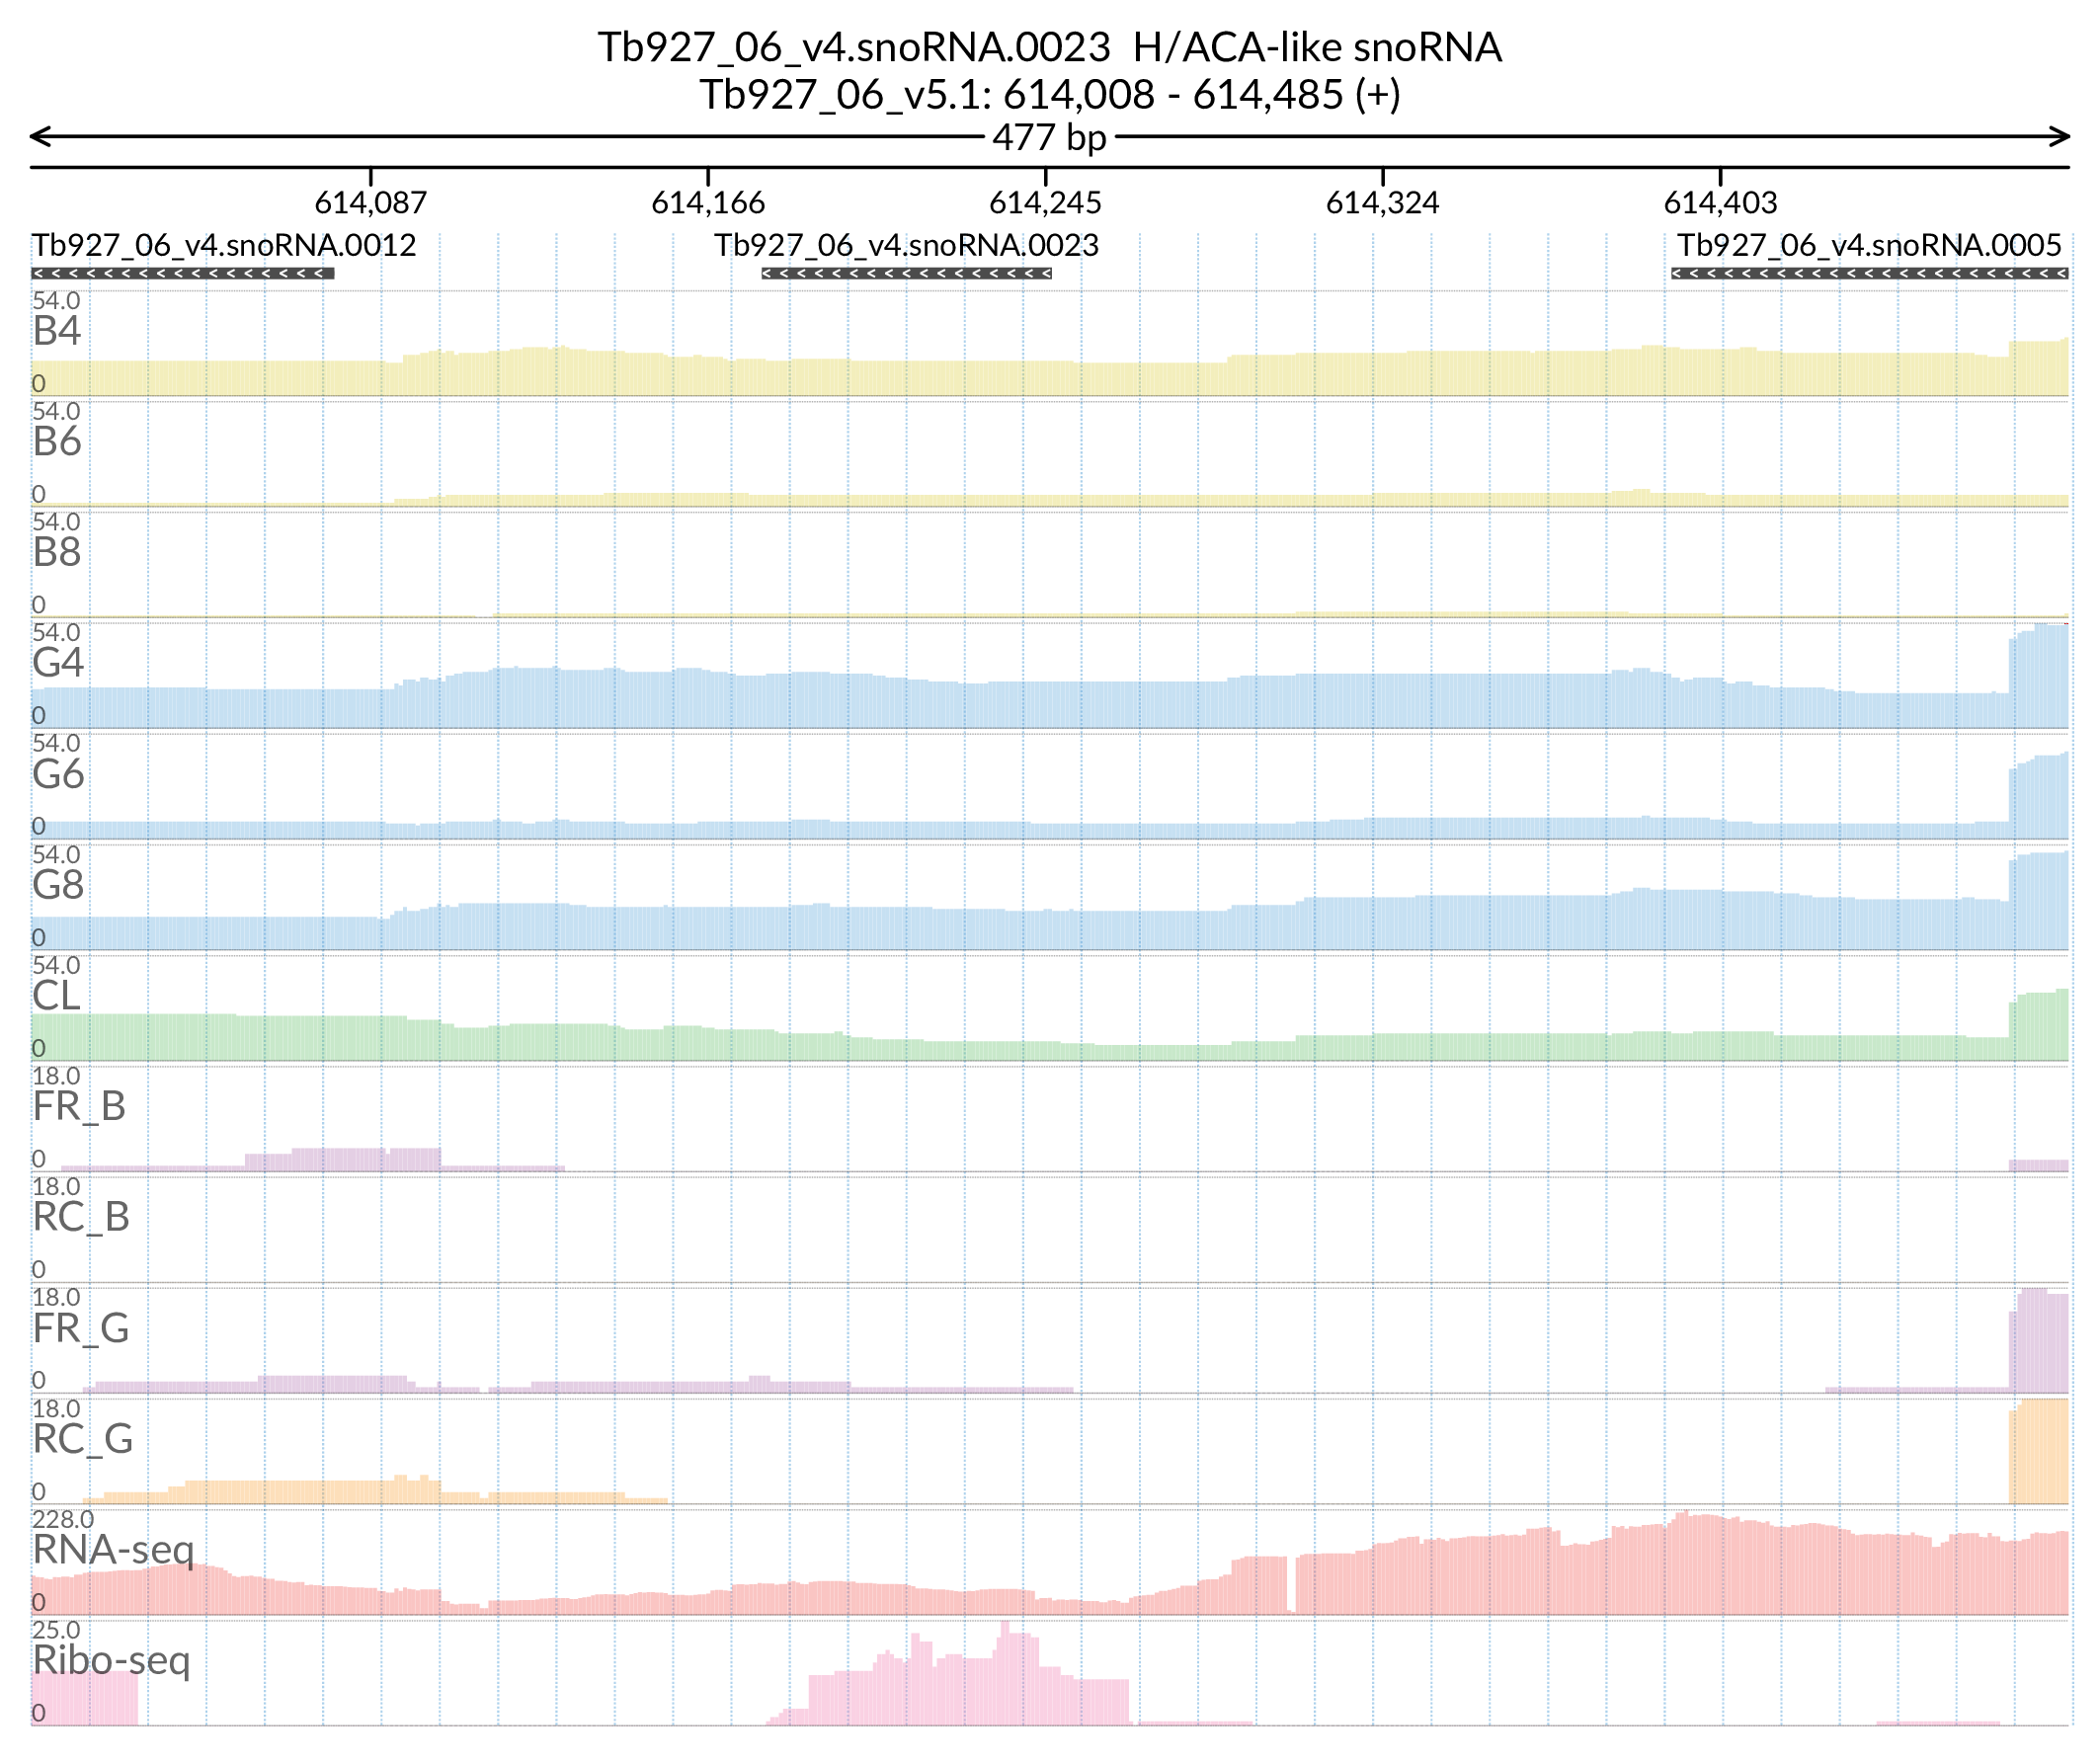 Tb927_06_v4.snoRNA.0023  H/ACA-like snoRNA
Tb927_06_v5.1: 614,008 - 614,485 (+)
477 bp
614,087 614,166 614,245 614,324 614,403
Tb927_06_v4.snoRNA.0012 Tb927_06_v4.snoRNA.0023 Tb927_06_v4.snoRNA.0005
54.0
B4
0
54.0
B6
0
54.0
B8
0
54.0
G4
0
54.0
G6
0
54.0
G8
0
54.0
CL
0
18.0
FR_B
0
18.0
RC_B
0
18.0
FR_G
0
18.0
RC_G
0
228.0
RNA-seq
0
25.0
Ribo-seq
0